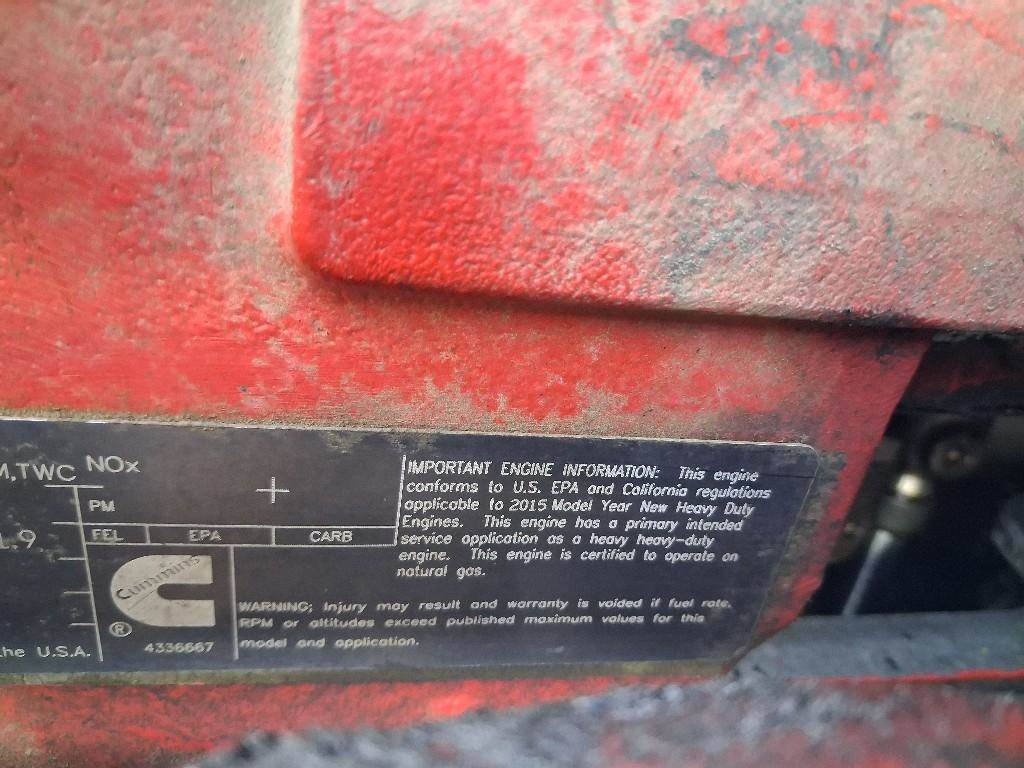 M,TWC NOx
PM
1.9
FEL EPA CARB
Cummins
®
4336667
the U.S.A.
IMPORTANT ENGINE INFORMATION: This engine
conforms to U.S. EPA and California regulations
applicable to 2015 Model Year New Heavy Duty
Engines. This engine has a primary intended
service application as a heavy heavy-duty
engine. This engine is certified to operate on
natural gas.
WARNING; Injury may result and warranty is voided if fuel rate,
RPM or altitudes exceed published maximum values for this
model and application.